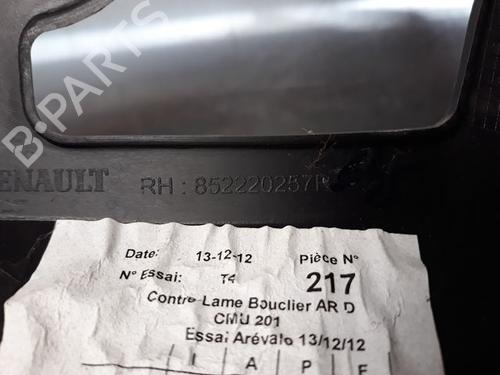 B-PARTS
RENAULT
RH : 852220257R
Date: 13-12-12 Pièce N°
N° Essai: T4 217
Contre Lame Bouclier AR D
CMU 201
Essai Arévalo 13/12/12
I A P F